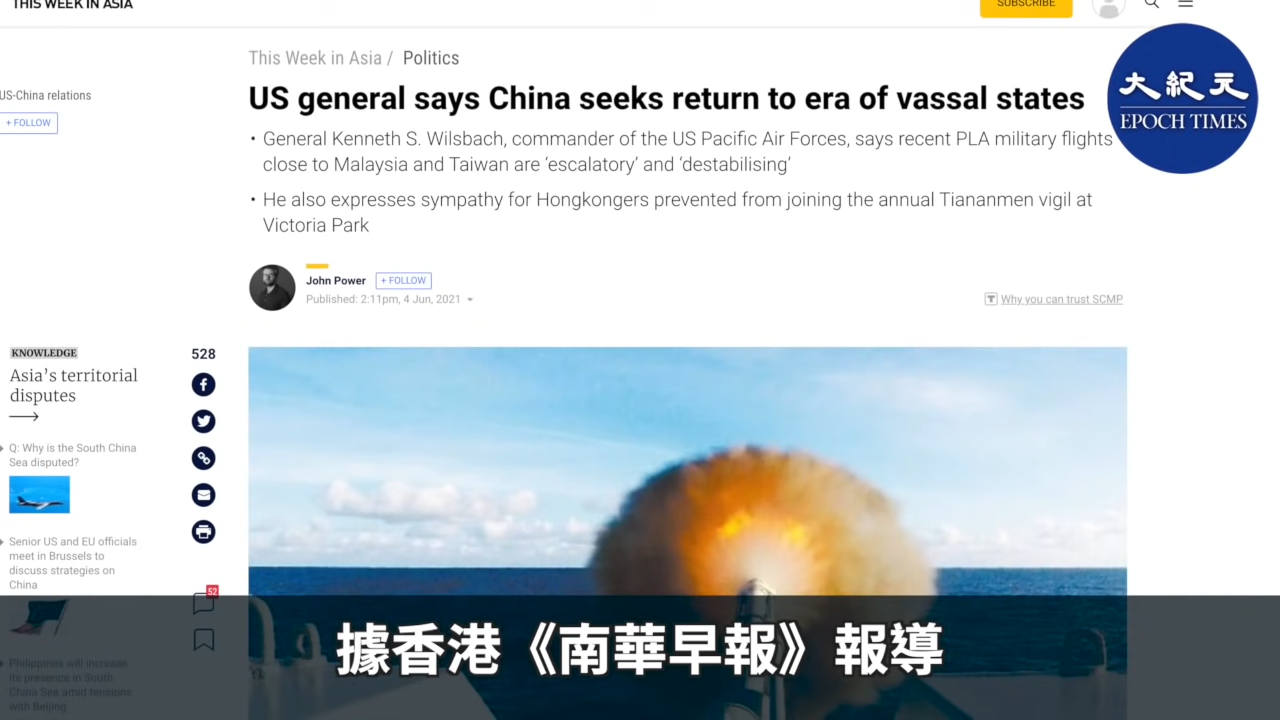 THIS WEEK IN ASIA
SUBSCRIBE
大紀元
EPOCH TIMES
This Week in Asia / Politics
US-China relations
+ FOLLOW
US general says China seeks return to era of vassal states
• General Kenneth S. Wilsbach, commander of the US Pacific Air Forces, says recent PLA military flights
close to Malaysia and Taiwan are ‘escalatory’ and ‘destabilising’
• He also expresses sympathy for Hongkongers prevented from joining the annual Tiananmen vigil at
Victoria Park
John Power + FOLLOW
Published: 2:11pm, 4 Jun, 2021
Why you can trust SCMP
KNOWLEDGE
Asia’s territorial
disputes
528
Q: Why is the South China
Sea disputed?
Senior US and EU officials
meet in Brussels to
discuss strategies on
China
52
Philippines will increase
its presence in South
China Sea amid tensions
with Beijing
據香港《南華早報》報導